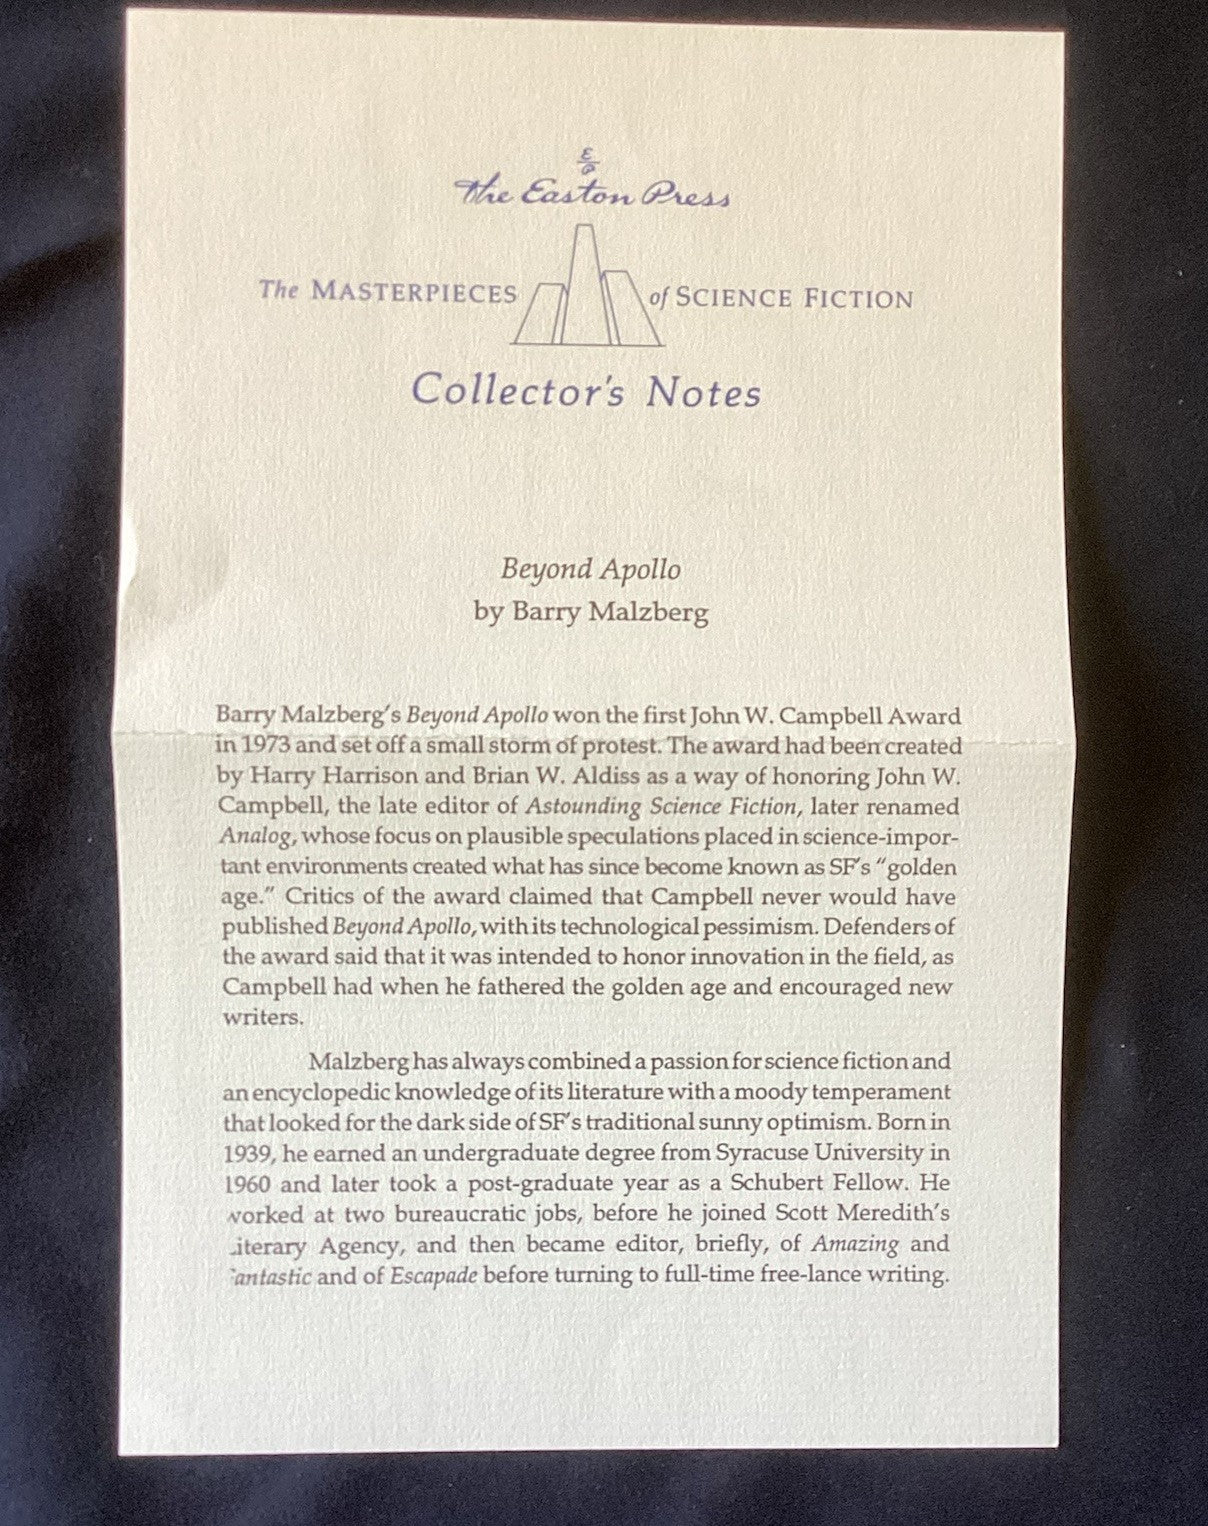 E
P
The Easton Press
The MASTERPIECES of SCIENCE FICTION
Collector's Notes
Beyond Apollo
by Barry Malzberg
Barry Malzberg's Beyond Apollo won the first John W. Campbell Award
in 1973 and set off a small storm of protest. The award had been created
by Harry Harrison and Brian W. Aldiss as a way of honoring John W.
Campbell, the late editor of Astounding Science Fiction, later renamed
Analog, whose focus on plausible speculations placed in science-impor-
tant environments created what has since become known as SF's "golden
age." Critics of the award claimed that Campbell never would have
published Beyond Apollo, with its technological pessimism. Defenders of
the award said that it was intended to honor innovation in the field, as
Campbell had when he fathered the golden age and encouraged new
writers.
Malzberg has always combined a passion for science fiction and
an encyclopedic knowledge of its literature with a moody temperament
that looked for the dark side of SF's traditional sunny optimism. Born in
1939, he earned an undergraduate degree from Syracuse University in
1960 and later took a post-graduate year as a Schubert Fellow. He
worked at two bureaucratic jobs, before he joined Scott Meredith's
Literary Agency, and then became editor, briefly, of Amazing and
Fantastic and of Escapade before turning to full-time free-lance writing.